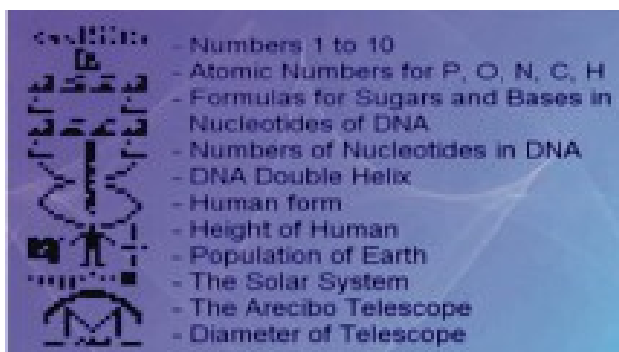 - Numbers 1 to 10
- Atomic Numbers for P, O, N, C, H
- Formulas for Sugars and Bases in
Nucleotides of DNA
- Numbers of Nucleotides in DNA
- DNA Double Helix
- Human form
- Height of Human
- Population of Earth
- The Solar System
- The Arecibo Telescope
- Diameter of Telescope